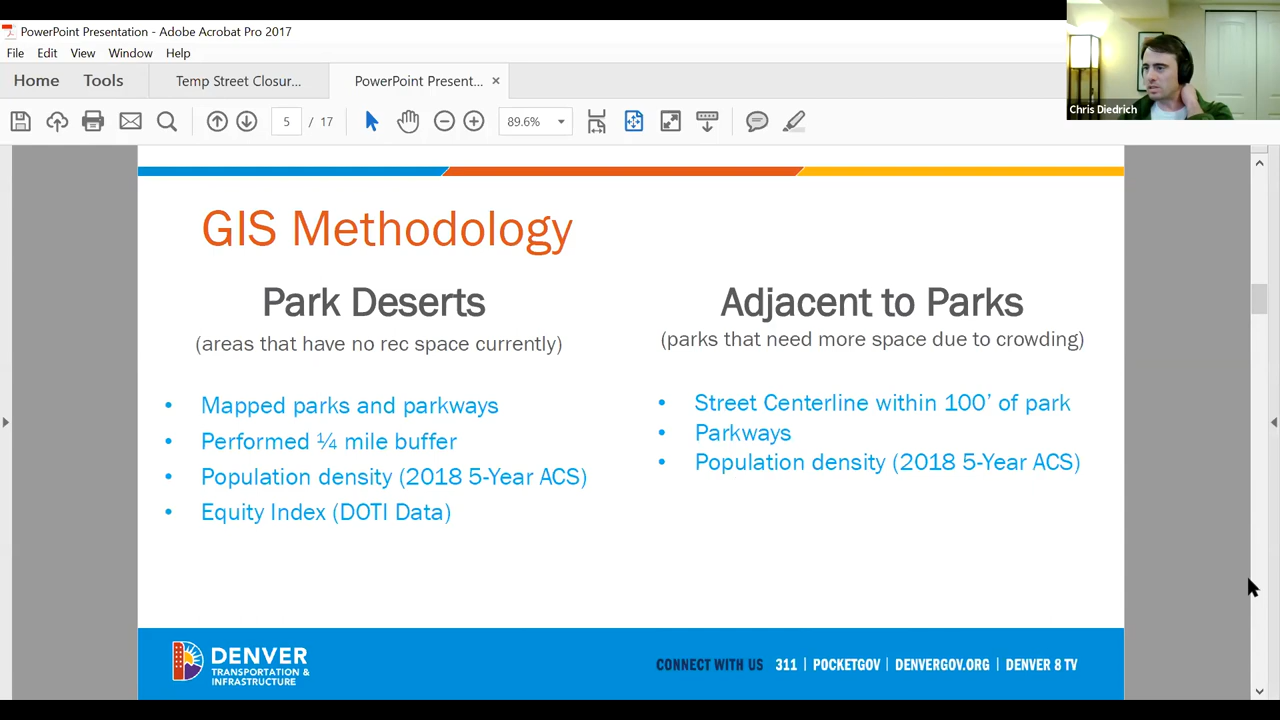 PowerPoint Presentation - Adobe Acrobat Pro 2017
File Edit View Window Help
Home Tools Temp Street Closur... PowerPoint Present... ×
5 / 17 89.6%
Chris Diedrich
GIS Methodology
Park Deserts
(areas that have no rec space currently)
• Mapped parks and parkways
• Performed ¼ mile buffer
• Population density (2018 5-Year ACS)
• Equity Index (DOTI Data)
Adjacent to Parks
(parks that need more space due to crowding)
• Street Centerline within 100’ of park
• Parkways
• Population density (2018 5-Year ACS)
DENVER
TRANSPORTATION &
INFRASTRUCTURE
CONNECT WITH US 311 | POCKETGOV | DENVERGOV.ORG | DENVER 8 TV